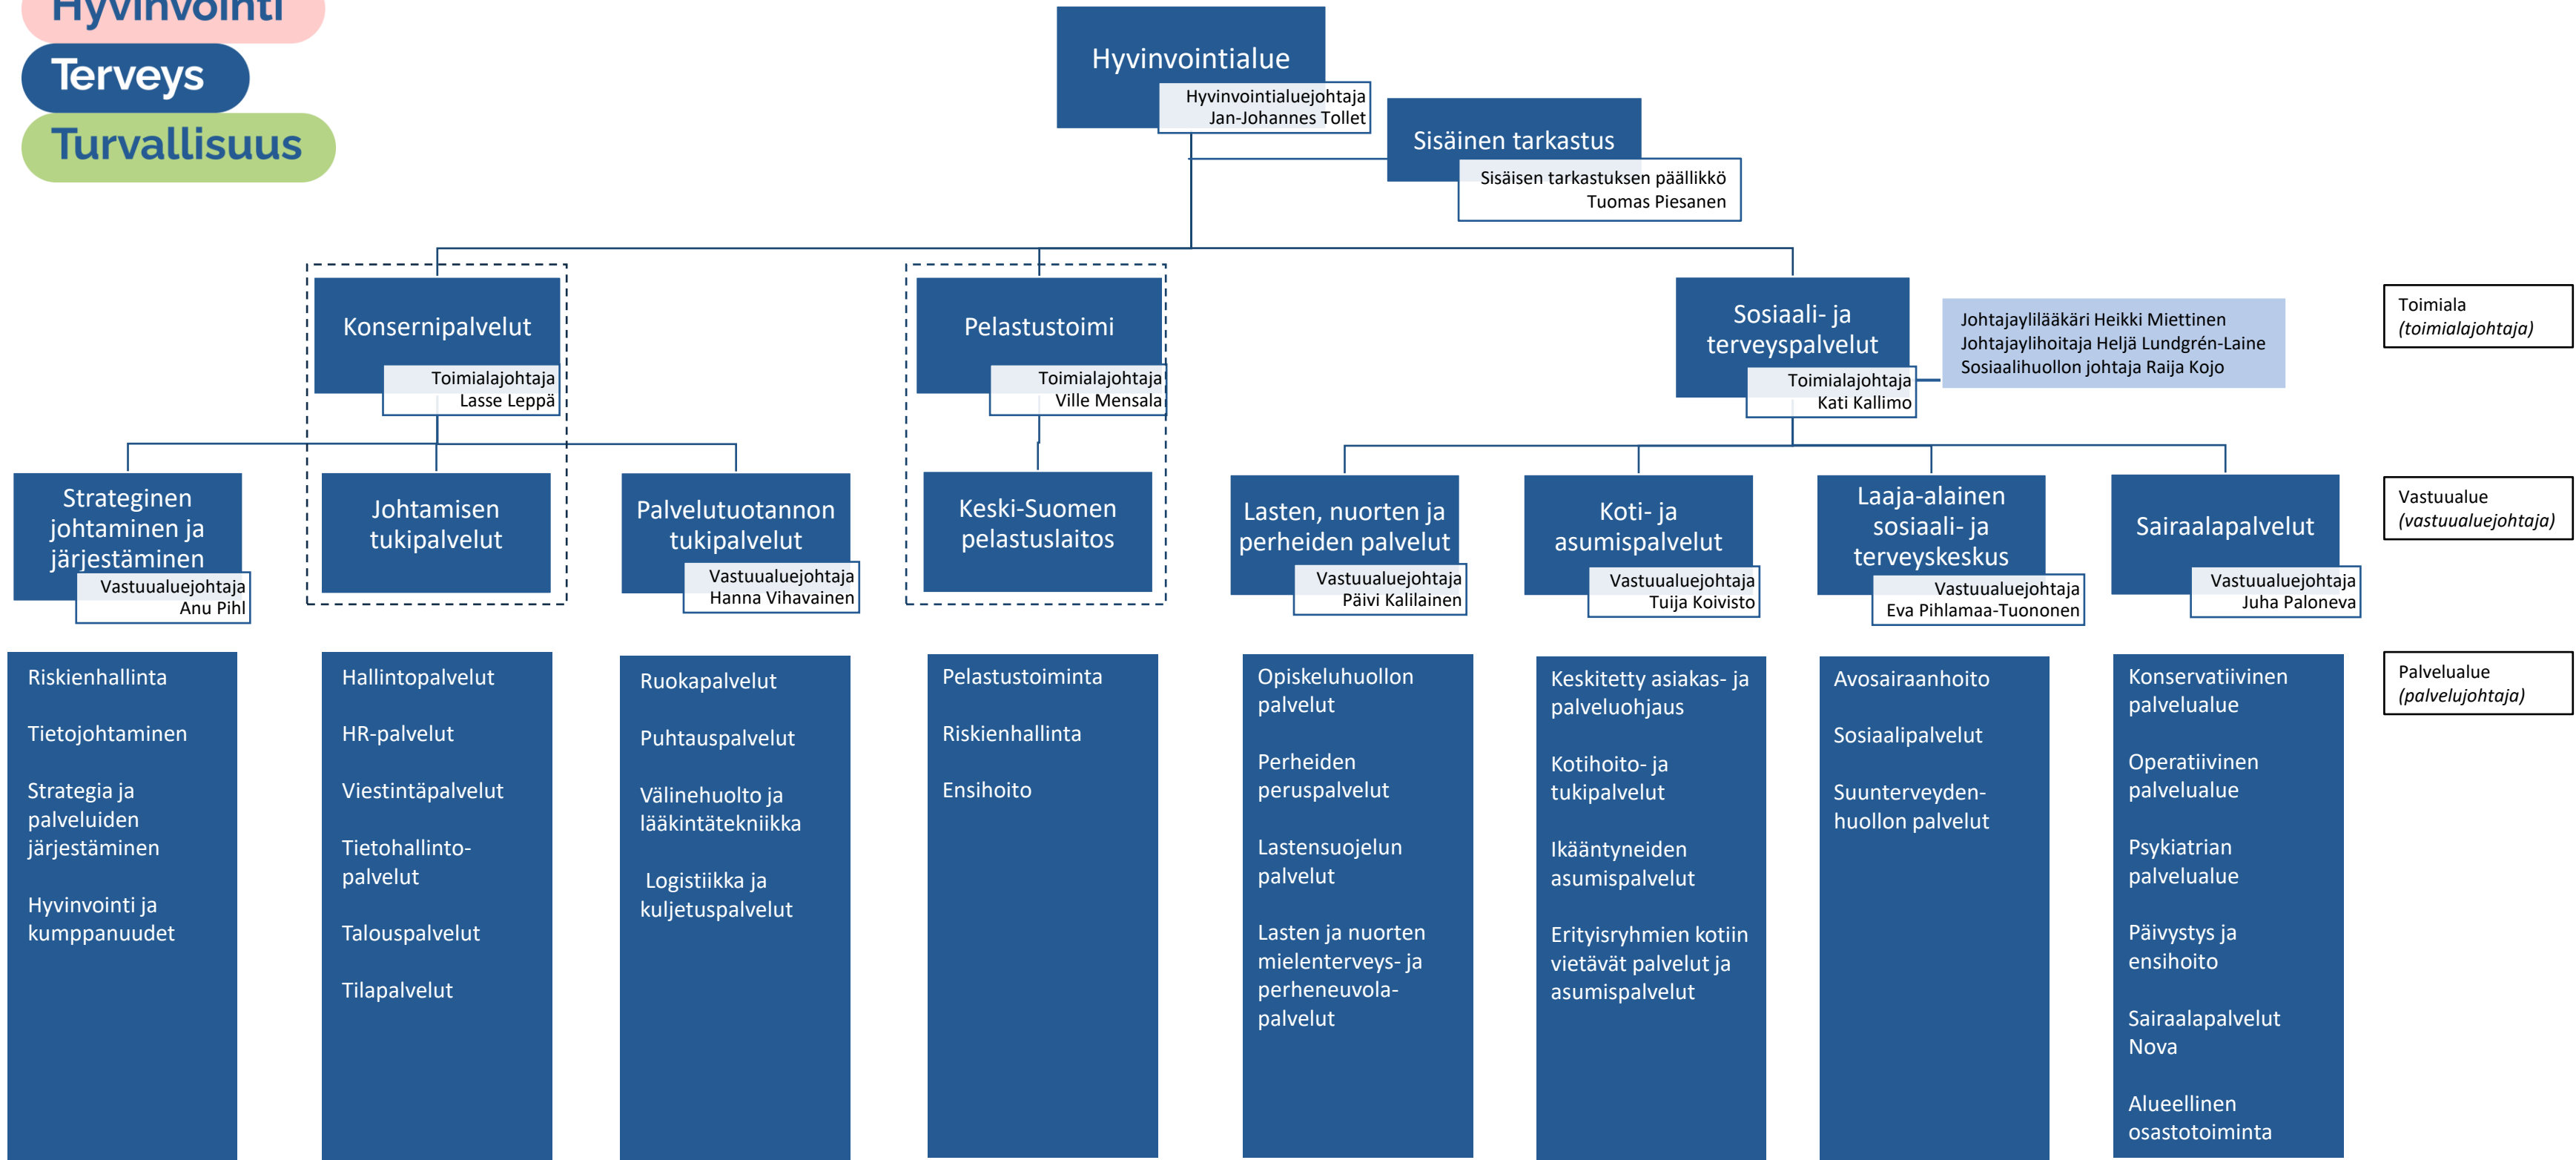 Hyvinvointi
Terveys
Turvallisuus
Hyvinvointialue
Hyvinvointialuejohtaja
Jan-Johannes Tollet
Sisäinen tarkastus
Sisäisen tarkastuksen päällikkö
Tuomas Piesanen
Konsernipalvelut
Toimialajohtaja
Lasse Leppä
Pelastustoimi
Toimialajohtaja
Ville Mensala
Sosiaali- ja
terveyspalvelut
Toimialajohtaja
Kati Kallimo
Johtajaylilääkäri Heikki Miettinen
Johtajaylihoitaja Heljä Lundgrén-Laine
Sosiaalihuollon johtaja Raija Kojo
Toimiala
(toimialajohtaja)
Strateginen
johtaminen ja
järjestäminen
Vastuualuejohtaja
Anu Pihl
Johtamisen
tukipalvelut
Palvelutuotannon
tukipalvelut
Vastuualuejohtaja
Hanna Vihavainen
Keski-Suomen
pelastuslaitos
Lasten, nuorten ja
perheiden palvelut
Vastuualuejohtaja
Päivi Kalilainen
Koti- ja
asumispalvelut
Vastuualuejohtaja
Tuija Koivisto
Laaja-alainen
sosiaali- ja
terveyskeskus
Vastuualuejohtaja
Eva Pihlamaa-Tuononen
Sairaalapalvelut
Vastuualuejohtaja
Juha Paloneva
Vastuualue
(vastuualuejohtaja)
Riskienhallinta
Tietojohtaminen
Strategia ja
palveluiden
järjestäminen
Hyvinvointi ja
kumppanuudet
Hallintopalvelut
HR-palvelut
Viestintäpalvelut
Tietohallinto-
palvelut
Talouspalvelut
Tilapalvelut
Ruokapalvelut
Puhtauspalvelut
Välinehuolto ja
lääkintätekniikka
Logistiikka ja
kuljetuspalvelut
Pelastustoiminta
Riskienhallinta
Ensihoito
Opiskeluhuollon
palvelut
Perheiden
peruspalvelut
Lastensuojelun
palvelut
Lasten ja nuorten
mielenterveys- ja
perheneuvola-
palvelut
Keskitetty asiakas- ja
palveluohjaus
Kotihoito- ja
tukipalvelut
Ikääntyneiden
asumispalvelut
Erityisryhmien kotiin
vietävät palvelut ja
asumispalvelut
Avosairaanhoito
Sosiaalipalvelut
Suunterveyden-
huollon palvelut
Konservatiivinen
palvelualue
Operatiivinen
palvelualue
Psykiatrian
palvelualue
Päivystys ja
ensihoito
Sairaalapalvelut
Nova
Alueellinen
osastotoiminta
Palvelualue
(palvelujohtaja)